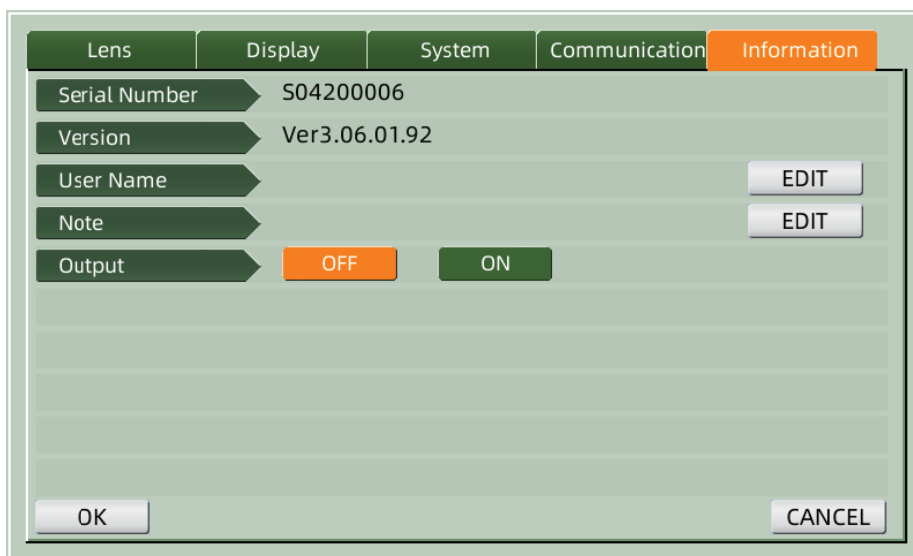 Lens Display System Communication Information
Serial Number S04200006
Version Ver3.06.01.92
User Name EDIT
Note EDIT
Output OFF ON
OK CANCEL